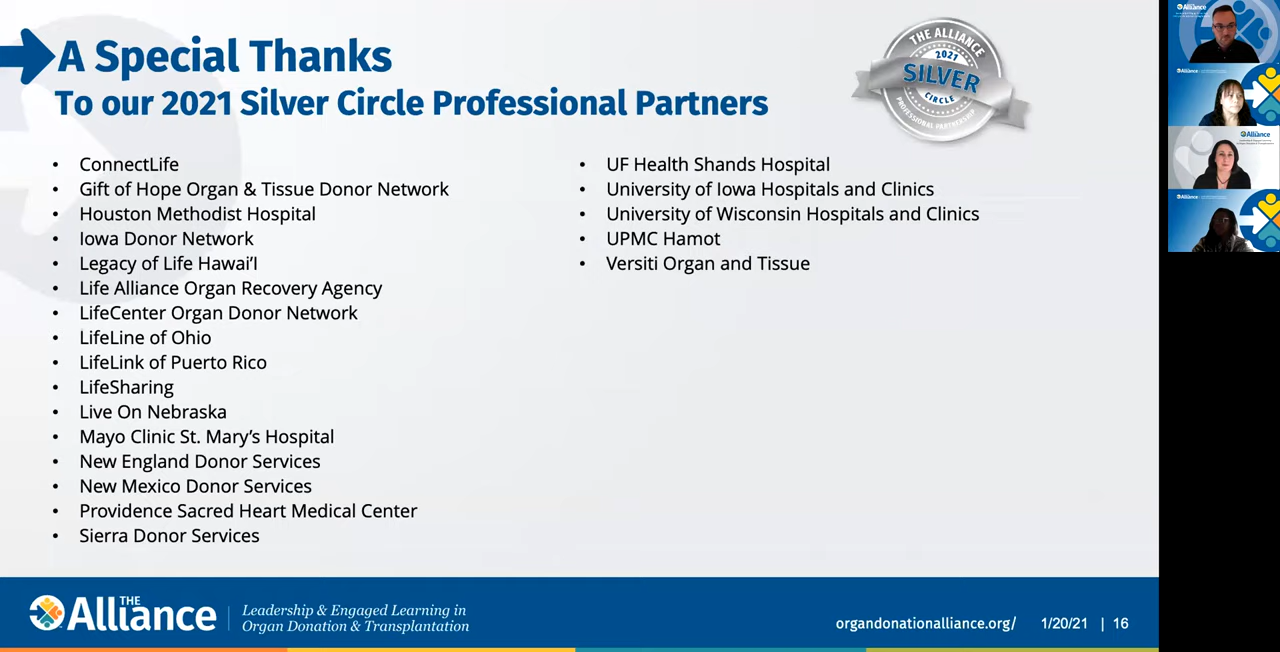 A Special Thanks
To our 2021 Silver Circle Professional Partners
THE ALLIANCE
2021
SILVER
CIRCLE
PROFESSIONAL PARTNERSHIP
• ConnectLife
• Gift of Hope Organ & Tissue Donor Network
• Houston Methodist Hospital
• Iowa Donor Network
• Legacy of Life Hawai’I
• Life Alliance Organ Recovery Agency
• LifeCenter Organ Donor Network
• LifeLine of Ohio
• LifeLink of Puerto Rico
• LifeSharing
• Live On Nebraska
• Mayo Clinic St. Mary’s Hospital
• New England Donor Services
• New Mexico Donor Services
• Providence Sacred Heart Medical Center
• Sierra Donor Services
• UF Health Shands Hospital
• University of Iowa Hospitals and Clinics
• University of Wisconsin Hospitals and Clinics
• UPMC Hamot
• Versiti Organ and Tissue
THE
Alliance
Leadership & Engaged Learning in
Organ Donation & Transplantation
organdonationalliance.org/ 1/20/21 | 16
Alliance
Alliance
Alliance
Alliance